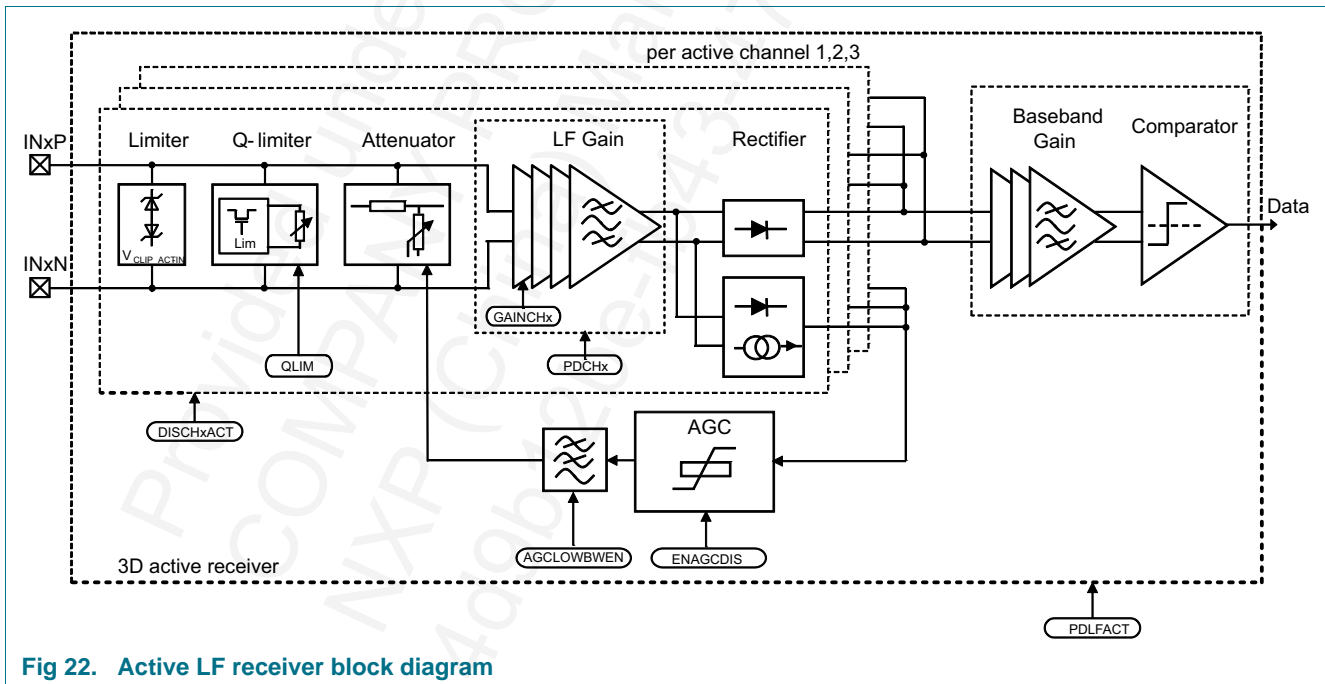 per active channel 1,2,3
INxP
Limiter
Q-limiter
Attenuator
LF Gain
Rectifier
Baseband
Gain
Comparator
Lim
VCLIP_ACTIN
Data
INxN
GAINCHx
QLIM
PDCHx
DISCHxACT
AGC
AGCLOWBWEN
ENAGCDIS
3D active receiver
PDLFACT
Fig 22. Active LF receiver block diagram